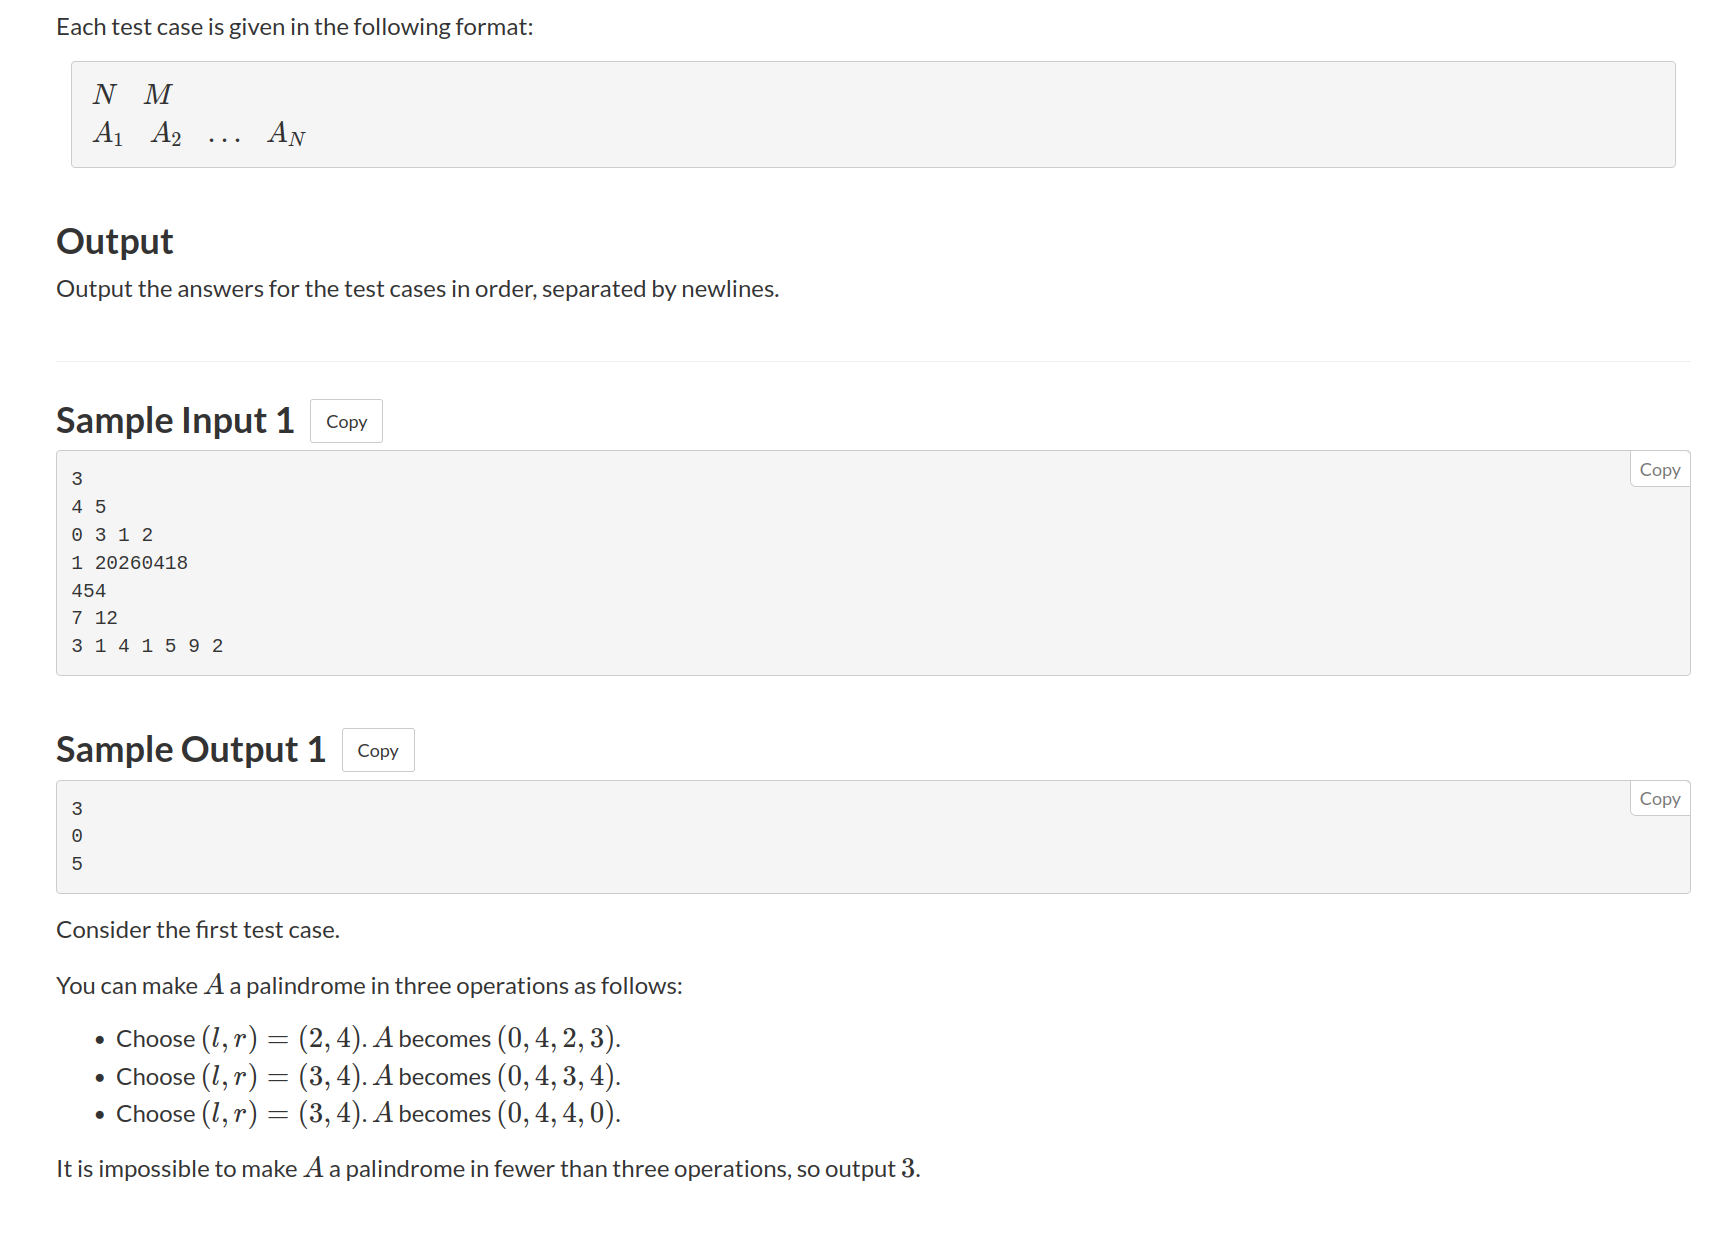 Each test case is given in the following format:
N M
A1 A2 … AN
Output
Output the answers for the test cases in order, separated by newlines.
Sample Input 1 Copy
Copy
3
4 5
0 3 1 2
1 20260418
454
7 12
3 1 4 1 5 9 2
Sample Output 1 Copy
Copy
3
0
5
Consider the first test case.
You can make A a palindrome in three operations as follows:
• Choose (l, r) = (2, 4). A becomes (0, 4, 2, 3).
• Choose (l, r) = (3, 4). A becomes (0, 4, 3, 4).
• Choose (l, r) = (3, 4). A becomes (0, 4, 4, 0).
It is impossible to make A a palindrome in fewer than three operations, so output 3.